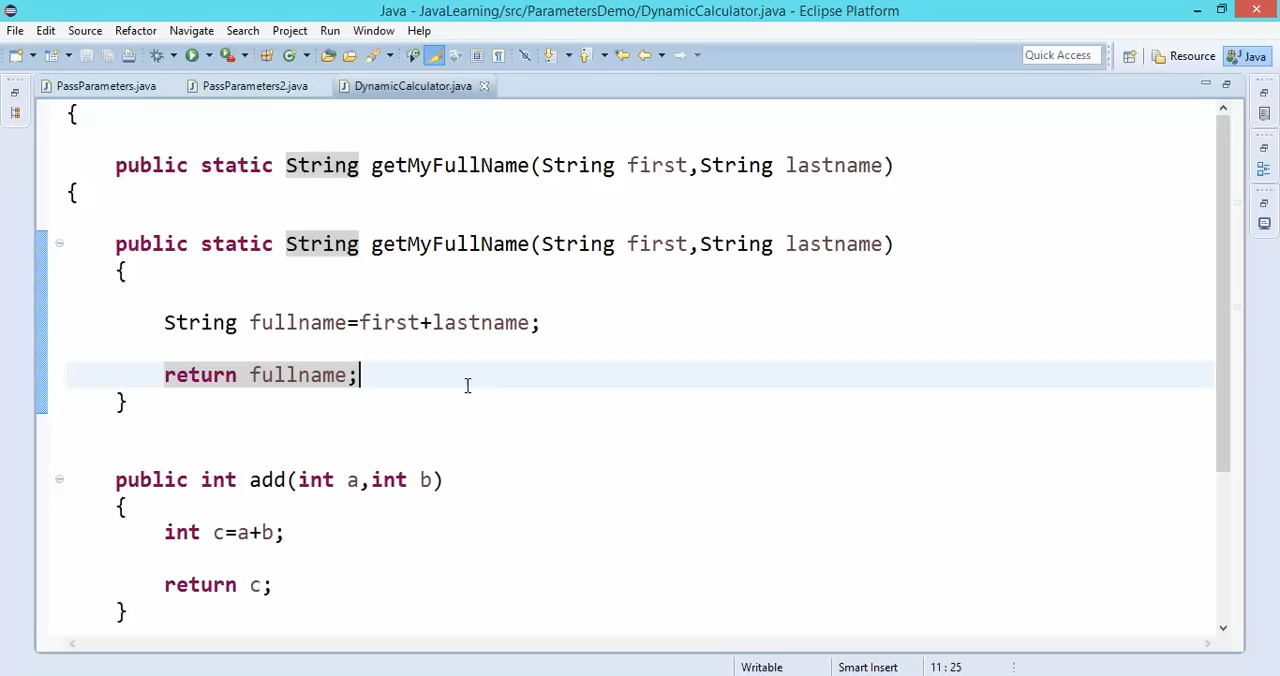 Java - JavaLearning/src/ParametersDemo/DynamicCalculator.java - Eclipse Platform
File Edit Source Refactor Navigate Search Project Run Window Help
Quick Access Resource Java
PassParameters.java PassParameters2.java DynamicCalculator.java
{
public static String getMyFullName(String first,String lastname)
{
public static String getMyFullName(String first,String lastname)
{
String fullname=first+lastname;
return fullname;
}
public int add(int a,int b)
{
int c=a+b;
return c;
}
Writable Smart Insert 11 : 25